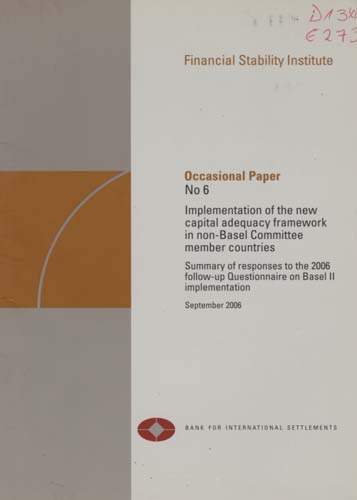 Financial Stability Institute
Occasional Paper
No 6
Implementation of the new
capital adequacy framework
in non-Basel Committee
member countries
Summary of responses to the 2006
follow-up Questionnaire on Basel II
implementation
September 2006
BANK FOR INTERNATIONAL SETTLEMENTS